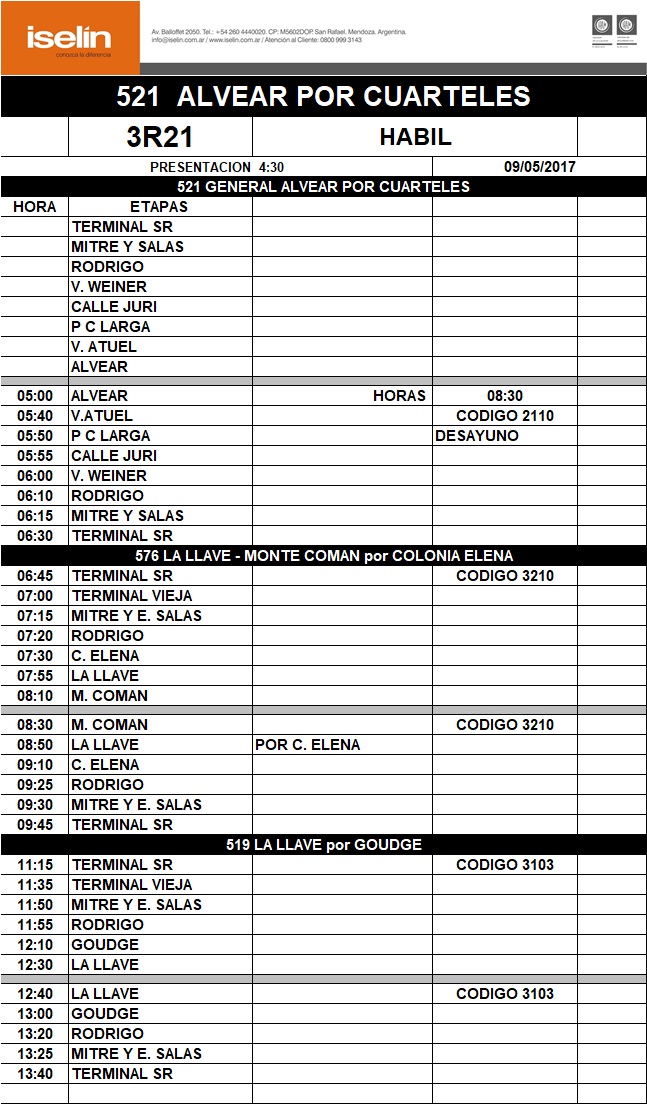 iselín
conozca la diferencia
Av. Balloffet 2050. Tel.: +54 260 4440020. CP: M5602DOP. San Rafael. Mendoza. Argentina.
info@iselin.com.ar / www.iselin.com.ar / Atención al Cliente: 0800 999 3143
521 ALVEAR POR CUARTELES
3R21 HABIL
PRESENTACION 4:30 09/05/2017
521 GENERAL ALVEAR POR CUARTELES
HORA ETAPAS
TERMINAL SR
MITRE Y SALAS
RODRIGO
V. WEINER
CALLE JURI
P C LARGA
V. ATUEL
ALVEAR
05:00 ALVEAR HORAS 08:30
05:40 V.ATUEL CODIGO 2110
05:50 P C LARGA DESAYUNO
05:55 CALLE JURI
06:00 V. WEINER
06:10 RODRIGO
06:15 MITRE Y SALAS
06:30 TERMINAL SR
576 LA LLAVE - MONTE COMAN por COLONIA ELENA
06:45 TERMINAL SR CODIGO 3210
07:00 TERMINAL VIEJA
07:15 MITRE Y E. SALAS
07:20 RODRIGO
07:30 C. ELENA
07:55 LA LLAVE
08:10 M. COMAN
08:30 M. COMAN CODIGO 3210
08:50 LA LLAVE POR C. ELENA
09:10 C. ELENA
09:25 RODRIGO
09:30 MITRE Y E. SALAS
09:45 TERMINAL SR
519 LA LLAVE por GOUDGE
11:15 TERMINAL SR CODIGO 3103
11:35 TERMINAL VIEJA
11:50 MITRE Y E. SALAS
11:55 RODRIGO
12:10 GOUDGE
12:30 LA LLAVE
12:40 LA LLAVE CODIGO 3103
13:00 GOUDGE
13:20 RODRIGO
13:25 MITRE Y E. SALAS
13:40 TERMINAL SR